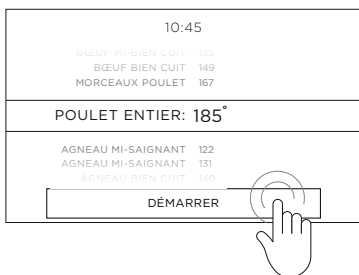 10:45
BŒUF MI-BIEN CUIT 135
BŒUF BIEN CUIT 149
MORCEAUX POULET 167
POULET ENTIER: 185°
AGNEAU MI-SAIGNANT 122
AGNEAU MI-SAIGNANT 131
AGNEAU BIEN CUIT 140
DÉMARRER